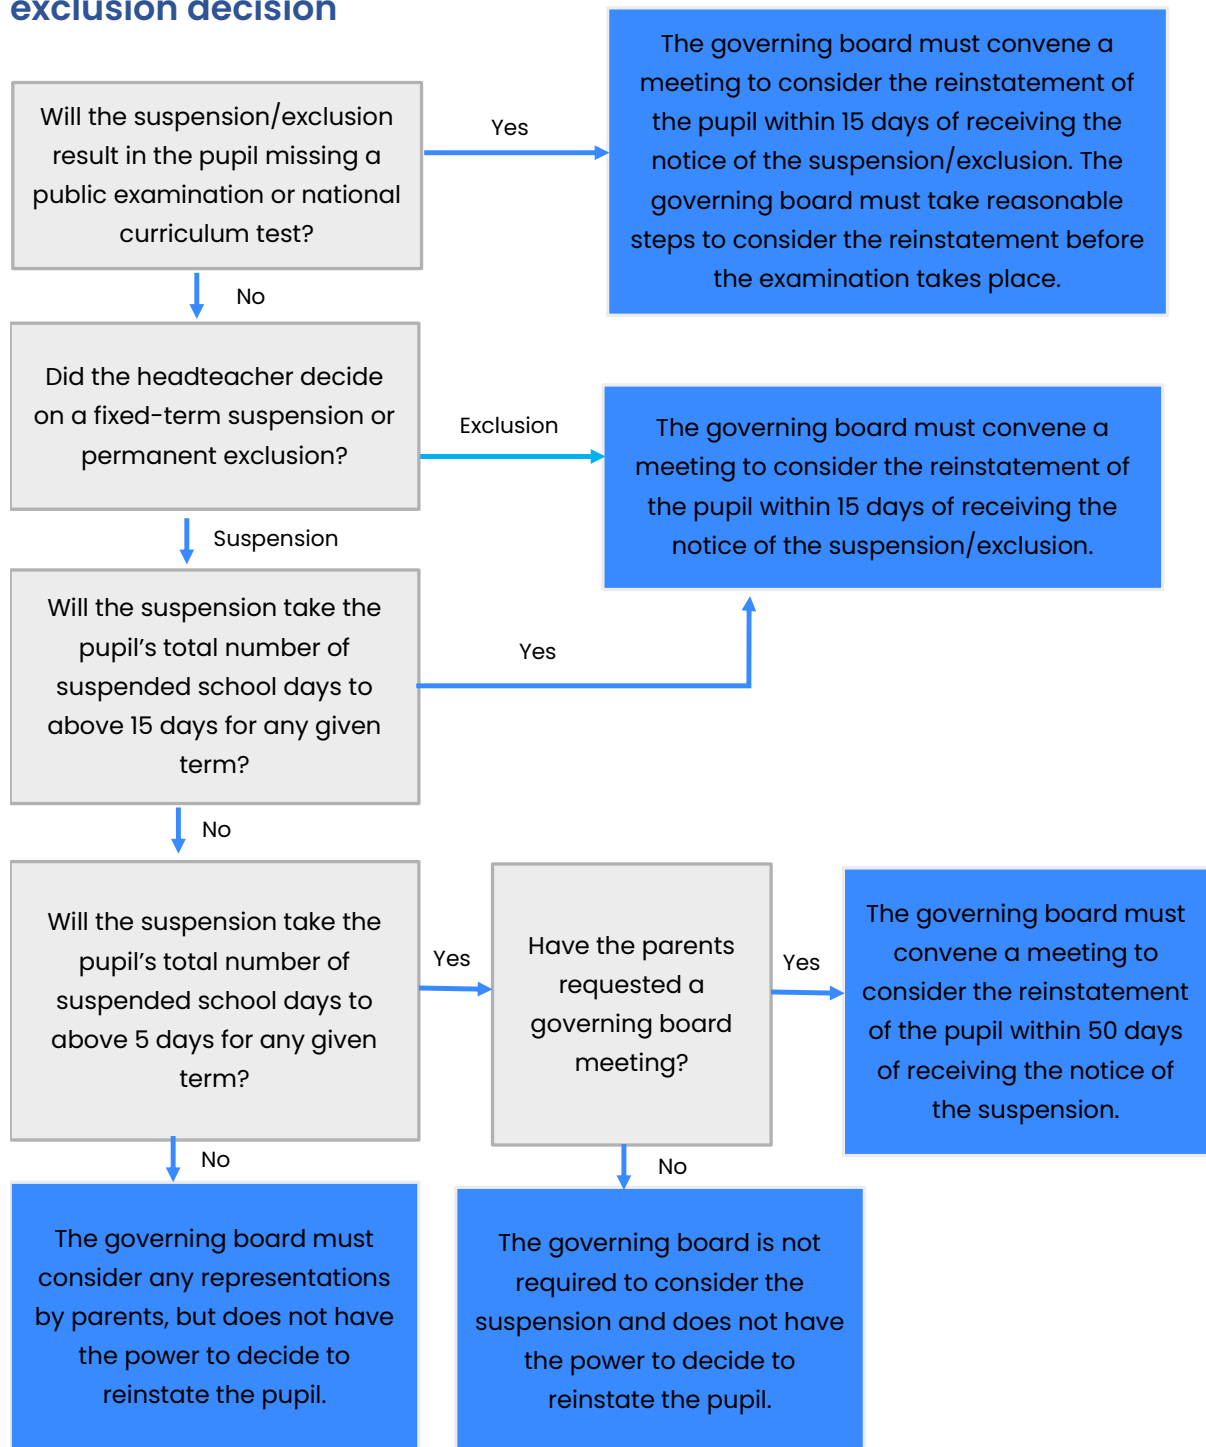 exclusion decision
Will the suspension/exclusion
result in the pupil missing a
public examination or national
curriculum test?
Yes
The governing board must convene a
meeting to consider the reinstatement of
the pupil within 15 days of receiving the
notice of the suspension/exclusion. The
governing board must take reasonable
steps to consider the reinstatement before
the examination takes place.
No
Did the headteacher decide
on a fixed-term suspension or
permanent exclusion?
Exclusion
The governing board must convene a
meeting to consider the reinstatement of
the pupil within 15 days of receiving the
notice of the suspension/exclusion.
Suspension
Will the suspension take the
pupil’s total number of
suspended school days to
above 15 days for any given
term?
Yes
No
Will the suspension take the
pupil’s total number of
suspended school days to
above 5 days for any given
term?
Yes
Have the parents
requested a
governing board
meeting?
Yes
The governing board must
convene a meeting to
consider the reinstatement
of the pupil within 50 days
of receiving the notice of
the suspension.
No
The governing board must
consider any representations
by parents, but does not have
the power to decide to
reinstate the pupil.
No
The governing board is not
required to consider the
suspension and does not have
the power to decide to
reinstate the pupil.